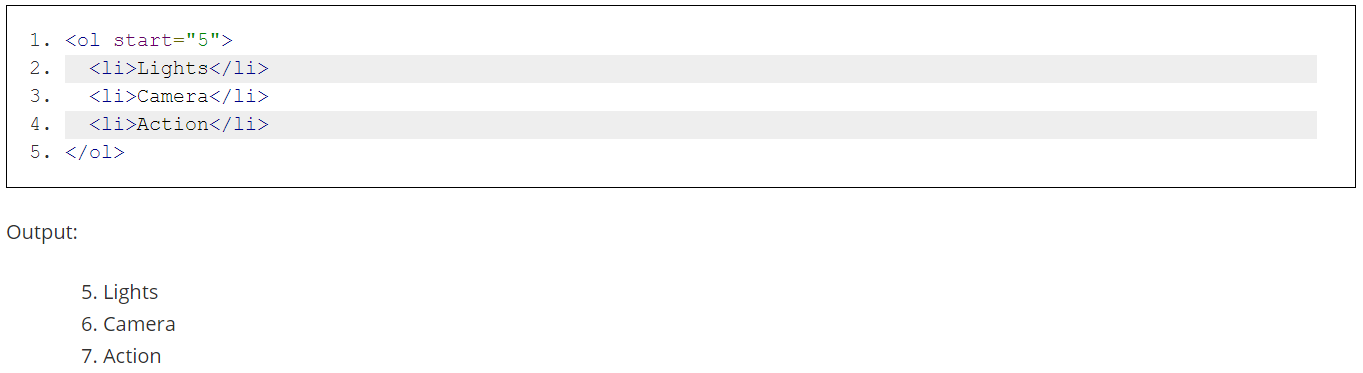 1. <ol start="5">
2.   <li>Lights</li>
3.   <li>Camera</li>
4.   <li>Action</li>
5. </ol>
Output:
5. Lights
6. Camera
7. Action